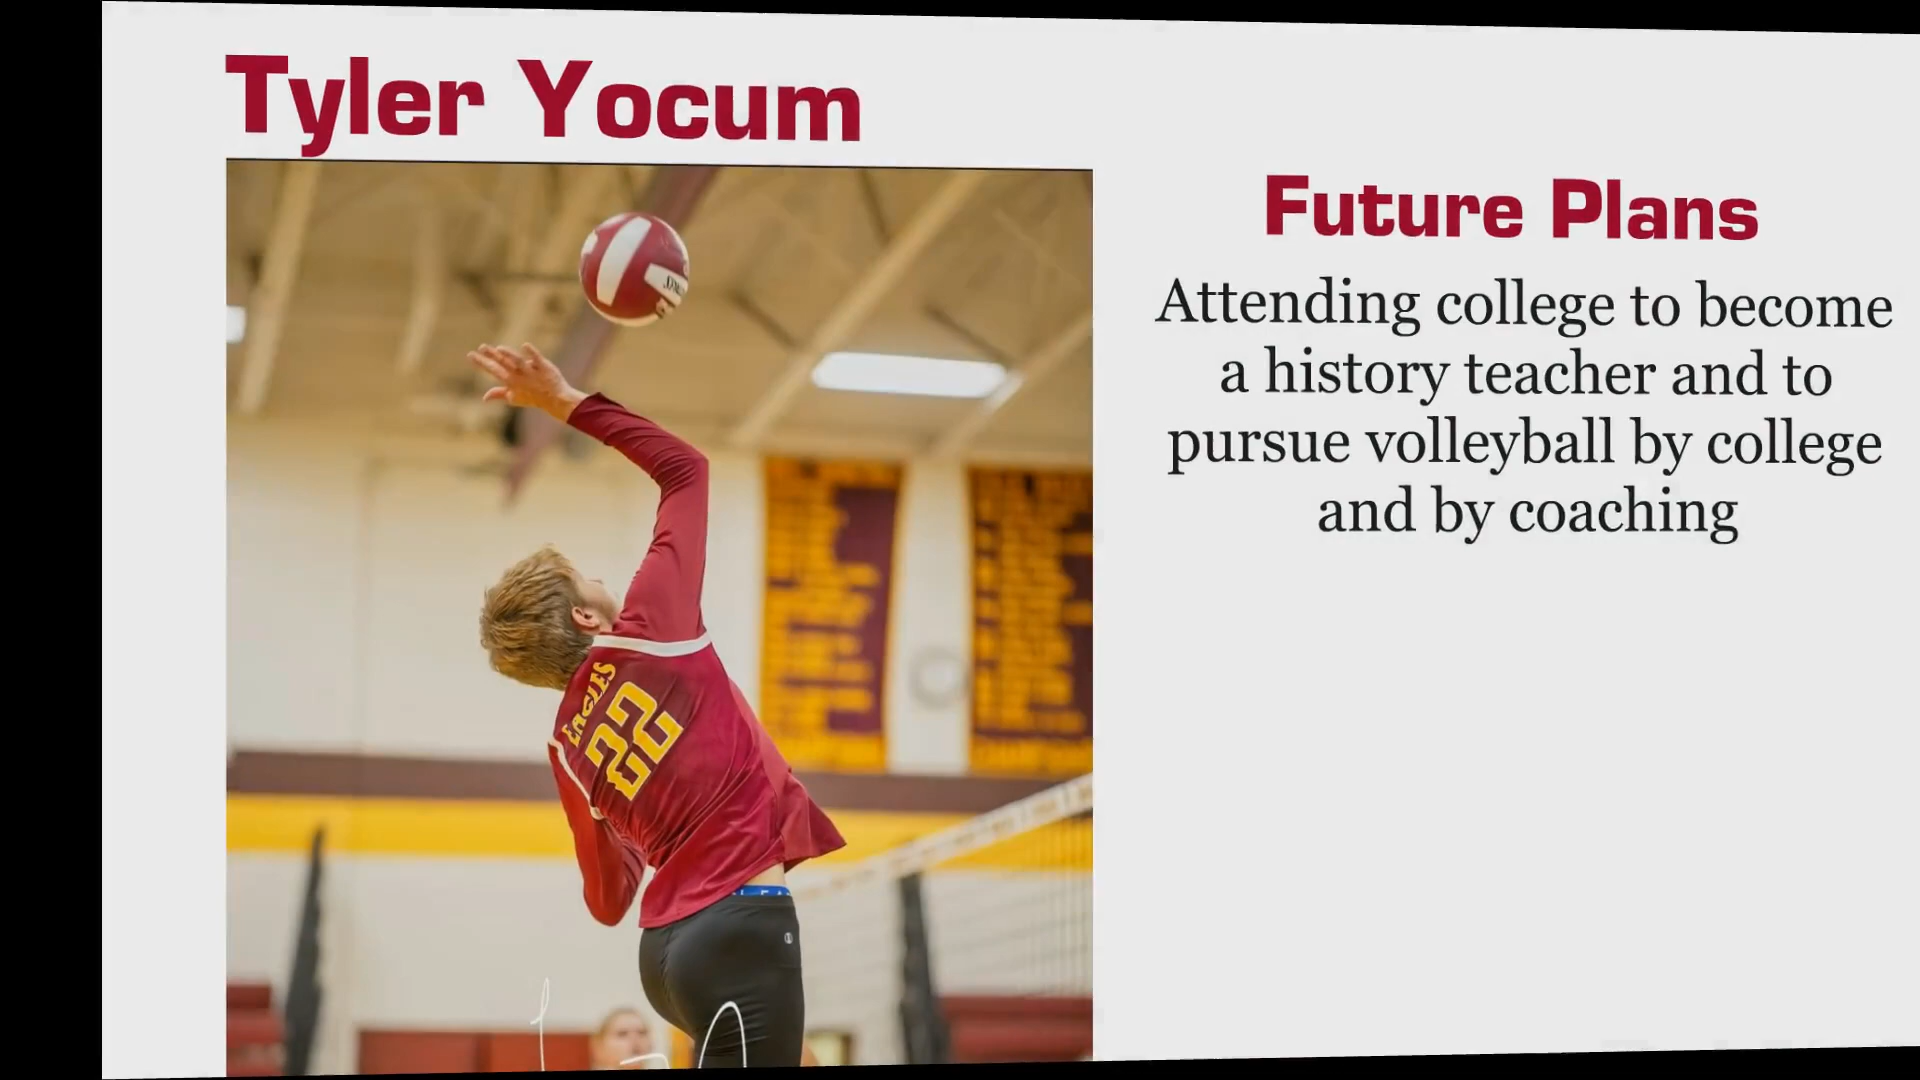 Tyler Yocum
Future Plans
Attending college to become
a history teacher and to
pursue volleyball by college
and by coaching
EAGLES
22